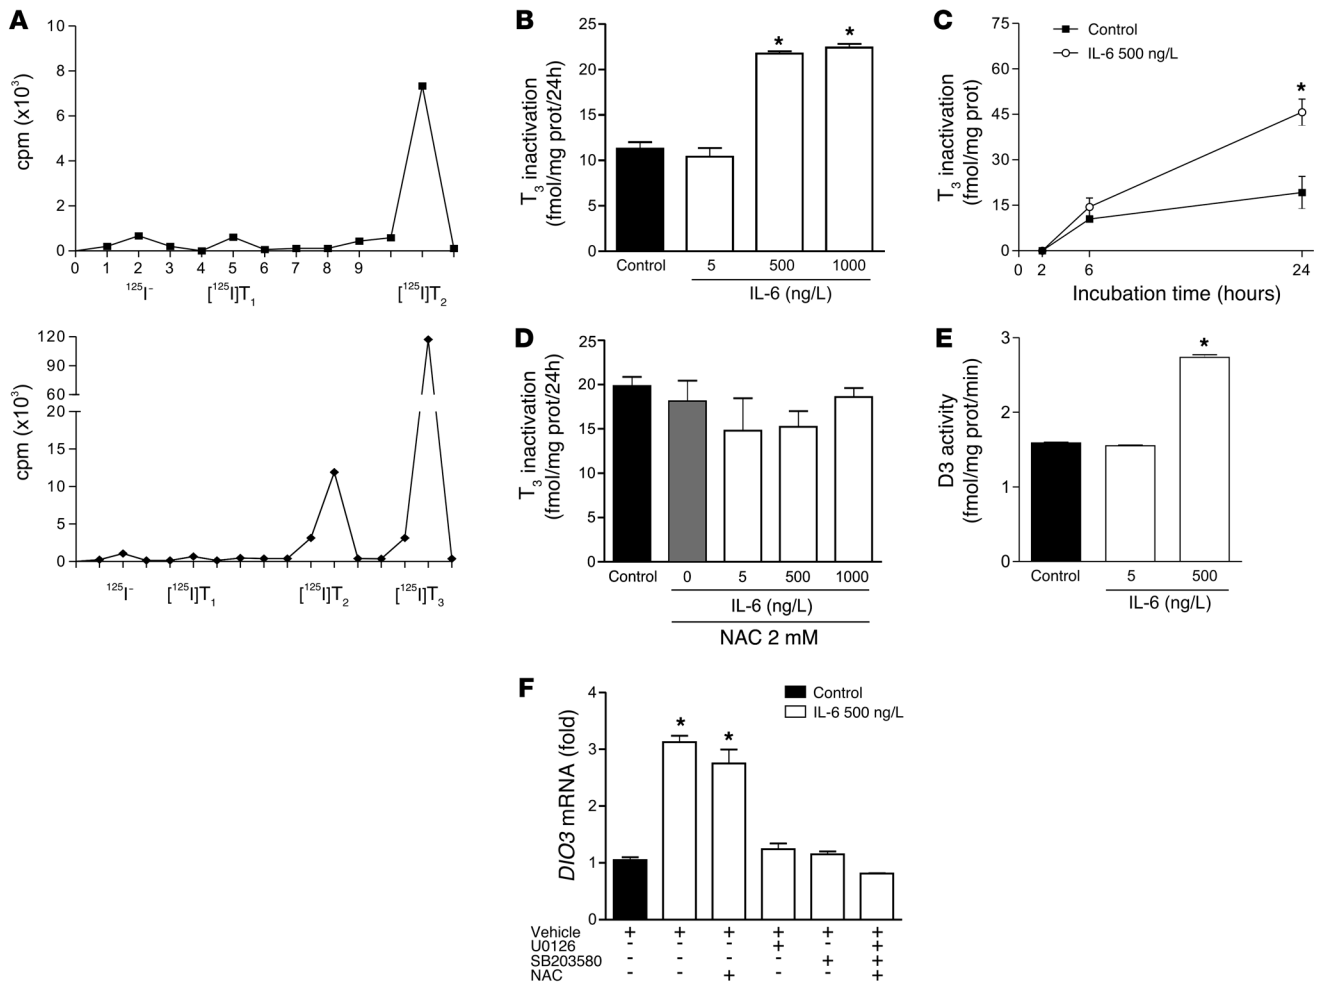 A
cpm (x10³)
10
8
6
4
2
0
0 1 2 3 4 5 6 7 8 9
¹²⁵I⁻ [¹²⁵I]T₁ [¹²⁵I]T₂
cpm (x10³)
120
90
60
20
15
10
5
0
¹²⁵I⁻ [¹²⁵I]T₁ [¹²⁵I]T₂ [¹²⁵I]T₃
B
T₃ inactivation
(fmol/mg prot/24h)
25
20
15
10
5
0
* *
Control 5 500 1000
IL-6 (ng/L)
C
T₃ inactivation
(fmol/mg prot)
75
60
45
30
15
0
Control
IL-6 500 ng/L
*
0 2 6 24
Incubation time (hours)
D
T₃ inactivation
(fmol/mg prot/24h)
25
20
15
10
5
0
Control 0 5 500 1000
IL-6 (ng/L)
NAC 2 mM
E
D3 activity
(fmol/mg prot/min)
3
2
1
0
*
Control 5 500
IL-6 (ng/L)
F
DIO3 mRNA (fold)
4
3
2
1
0
Control
IL-6 500 ng/L
* *
Vehicle + + + + + +
U0126 - - - + - +
SB203580 - - - - + +
NAC - - + - - +